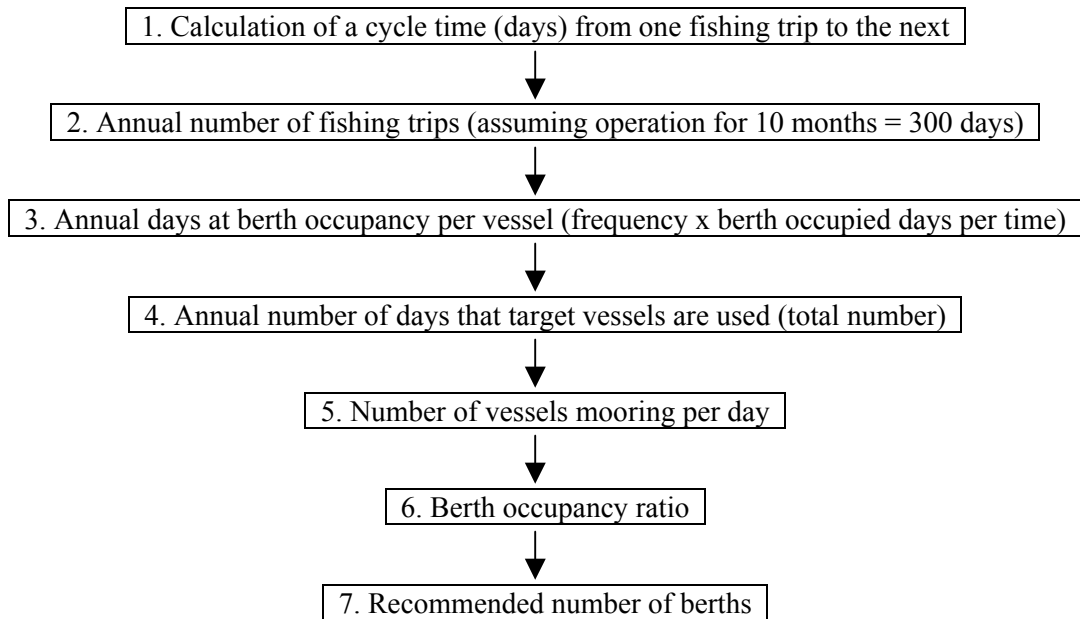 1. Calculation of a cycle time (days) from one fishing trip to the next
2. Annual number of fishing trips (assuming operation for 10 months = 300 days)
3. Annual days at berth occupancy per vessel (frequency x berth occupied days per time)
4. Annual number of days that target vessels are used (total number)
5. Number of vessels mooring per day
6. Berth occupancy ratio
7. Recommended number of berths